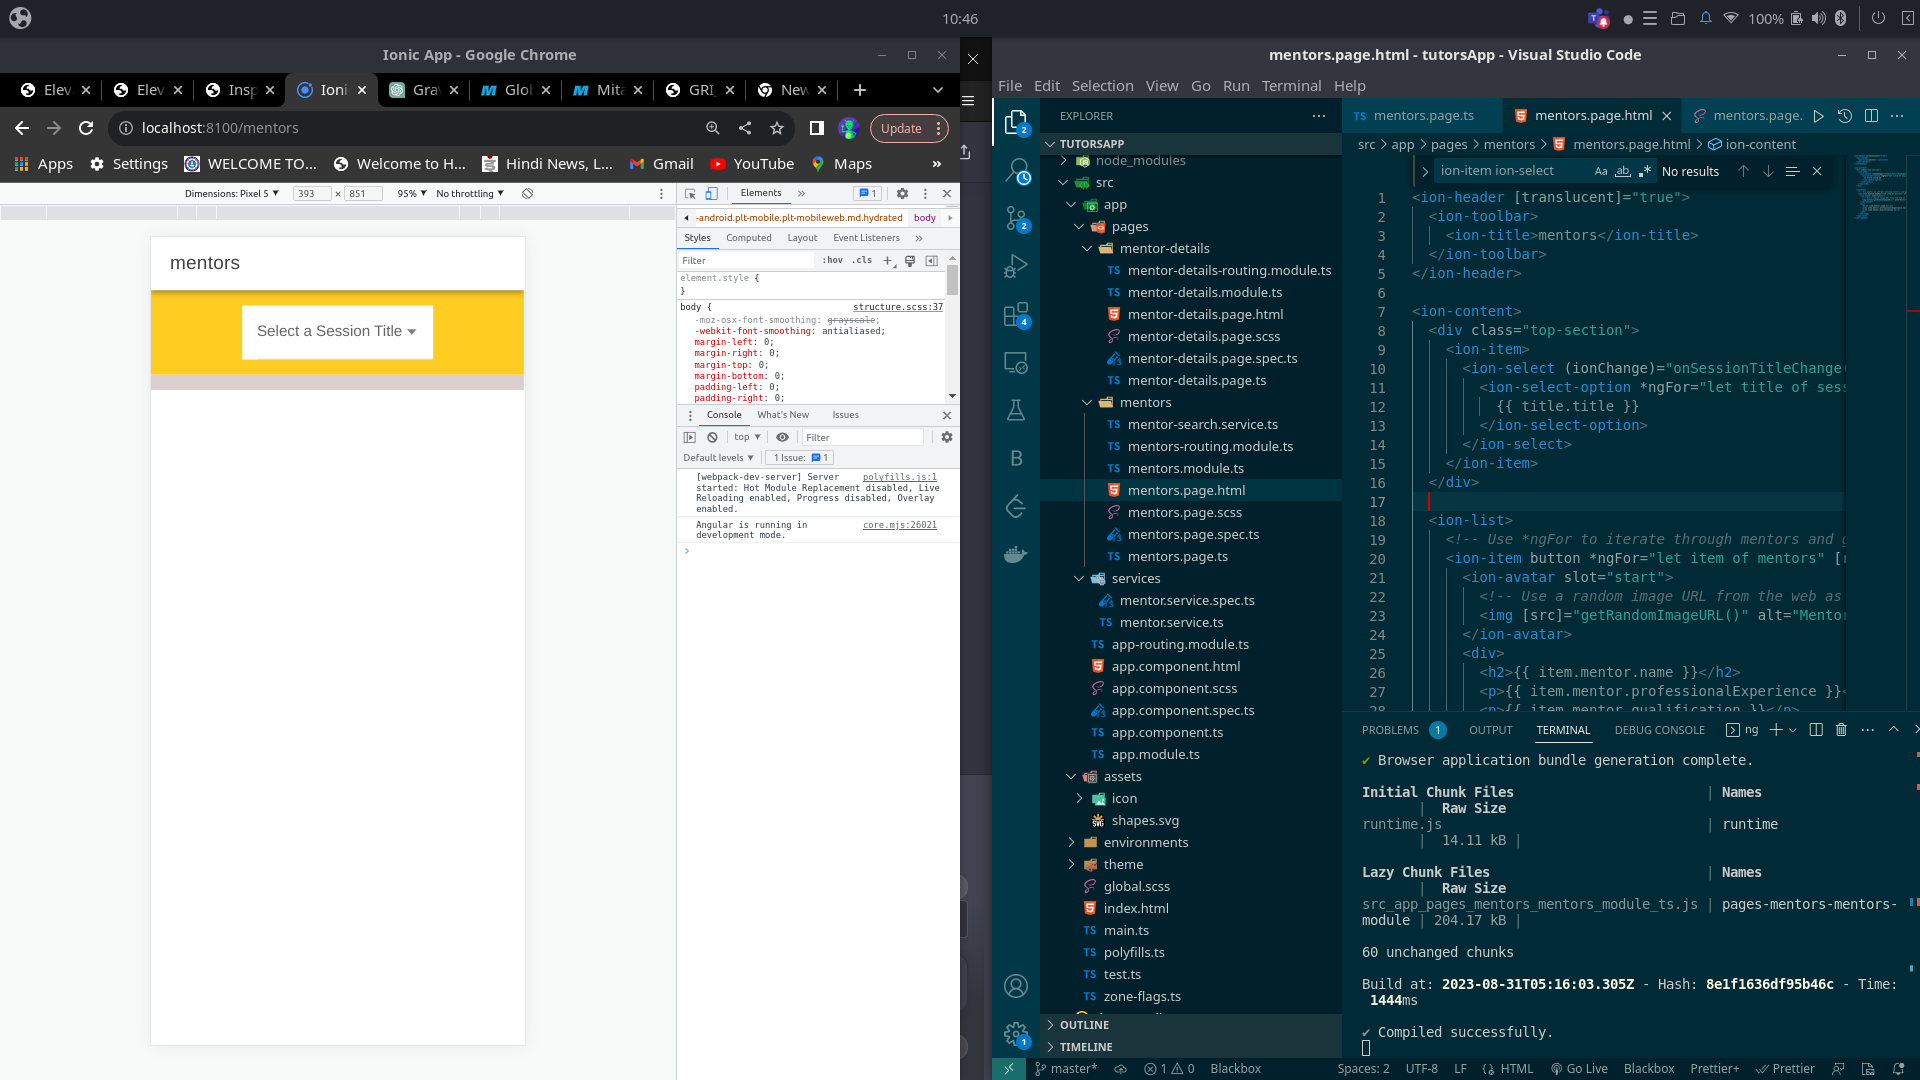 10:46
100%
Ionic App - Google Chrome
Elev
Elev
Insp
Ioni
Gra
Glo
Mita
GRI_
New
localhost:8100/mentors
Update
Apps
Settings
WELCOME TO...
Welcome to H...
Hindi News, L...
Gmail
YouTube
Maps
»
Dimensions: Pixel 5
393 × 851
95%
No throttling
Elements
»
1
-android.plt-mobile.plt-mobileweb.md.hydrated
body
Styles
Computed
Layout
Event Listeners
»
Filter
:hov .cls
element.style {
}
body {
structure.scss:37
-moz-osx-font-smoothing: grayscale;
-webkit-font-smoothing: antialiased;
margin-left: 0;
margin-right: 0;
margin-top: 0;
margin-bottom: 0;
padding-left: 0;
padding-right: 0;
Console
What's New
Issues
top
Filter
Default levels
1 Issue: 1
[webpack-dev-server] Server polyfills.js:1
started: Hot Module Replacement disabled, Live
Reloading enabled, Progress disabled, Overlay
enabled.
Angular is running in core.mjs:26021
development mode.
mentors
Select a Session Title
mentors.page.html - tutorsApp - Visual Studio Code
File Edit Selection View Go Run Terminal Help
EXPLORER
TUTORSAPP
node_modules
src
app
pages
mentor-details
mentor-details-routing.module.ts
mentor-details.module.ts
mentor-details.page.html
mentor-details.page.scss
mentor-details.page.spec.ts
mentor-details.page.ts
mentors
mentor-search.service.ts
mentors-routing.module.ts
mentors.module.ts
mentors.page.html
mentors.page.scss
mentors.page.spec.ts
mentors.page.ts
services
mentor.service.spec.ts
mentor.service.ts
app-routing.module.ts
app.component.html
app.component.scss
app.component.spec.ts
app.component.ts
app.module.ts
assets
icon
shapes.svg
environments
theme
global.scss
index.html
main.ts
polyfills.ts
test.ts
zone-flags.ts
OUTLINE
TIMELINE
mentors.page.ts
mentors.page.html
mentors.page.
src > app > pages > mentors > mentors.page.html > ion-content
ion-item ion-select
Aa ab .*
No results
1 <ion-header [translucent]="true">
2 <ion-toolbar>
3 <ion-title>mentors</ion-title>
4 </ion-toolbar>
5 </ion-header>
6
7 <ion-content>
8 <div class="top-section">
9 <ion-item>
10 <ion-select (ionChange)="onSessionTitleChange(
11 <ion-select-option *ngFor="let title of sess
12 {{ title.title }}
13 </ion-select-option>
14 </ion-select>
15 </ion-item>
16 </div>
17
18 <ion-list>
19 <!-- Use *ngFor to iterate through mentors and g
20 <ion-item button *ngFor="let item of mentors" [r
21 <ion-avatar slot="start">
22 <!-- Use a random image URL from the web as
23 <img [src]="getRandomImageURL()" alt="Mentor
24 </ion-avatar>
25 <div>
26 <h2>{{ item.mentor.name }}</h2>
27 <p>{{ item.mentor.professionalExperience }}<
28 <p>{{ item.mentor.qualification }}</p>
PROBLEMS 1
OUTPUT
TERMINAL
DEBUG CONSOLE
ng
✔ Browser application bundle generation complete.
Initial Chunk Files | Names
| Raw Size
runtime.js | runtime
| 14.11 kB |
Lazy Chunk Files | Names
| Raw Size
src_app_pages_mentors_mentors_module_ts.js | pages-mentors-mentors-
module | 204.17 kB |
60 unchanged chunks
Build at: 2023-08-31T05:16:03.305Z - Hash: 8e1f1636df95b46c - Time:
1444ms
✔ Compiled successfully.
master*
1 0
Blackbox
Spaces: 2
UTF-8
LF
HTML
Go Live
Blackbox
Prettier+
Prettier